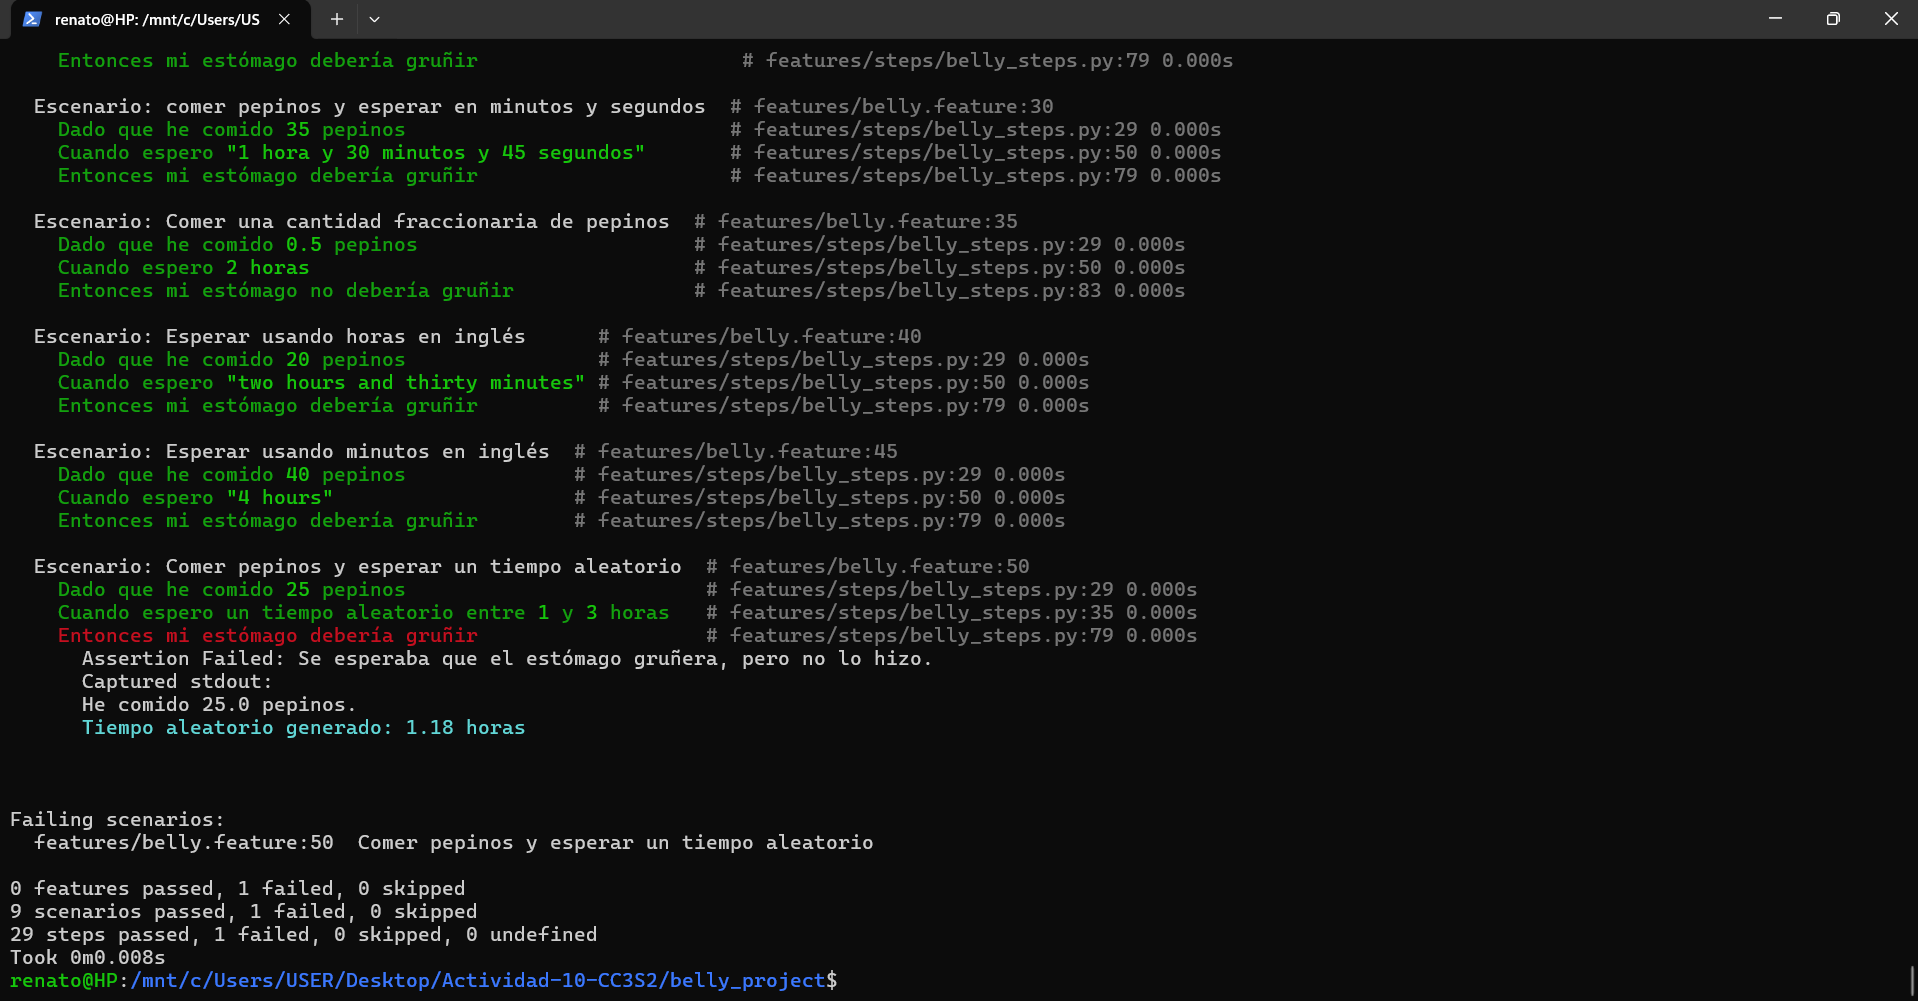 renato@HP: /mnt/c/Users/US
Entonces mi estómago debería gruñir # features/steps/belly_steps.py:79 0.000s
Escenario: comer pepinos y esperar en minutos y segundos # features/belly.feature:30
Dado que he comido 35 pepinos # features/steps/belly_steps.py:29 0.000s
Cuando espero "1 hora y 30 minutos y 45 segundos" # features/steps/belly_steps.py:50 0.000s
Entonces mi estómago debería gruñir # features/steps/belly_steps.py:79 0.000s
Escenario: Comer una cantidad fraccionaria de pepinos # features/belly.feature:35
Dado que he comido 0.5 pepinos # features/steps/belly_steps.py:29 0.000s
Cuando espero 2 horas # features/steps/belly_steps.py:50 0.000s
Entonces mi estómago no debería gruñir # features/steps/belly_steps.py:83 0.000s
Escenario: Esperar usando horas en inglés # features/belly.feature:40
Dado que he comido 20 pepinos # features/steps/belly_steps.py:29 0.000s
Cuando espero "two hours and thirty minutes" # features/steps/belly_steps.py:50 0.000s
Entonces mi estómago debería gruñir # features/steps/belly_steps.py:79 0.000s
Escenario: Esperar usando minutos en inglés # features/belly.feature:45
Dado que he comido 40 pepinos # features/steps/belly_steps.py:29 0.000s
Cuando espero "4 hours" # features/steps/belly_steps.py:50 0.000s
Entonces mi estómago debería gruñir # features/steps/belly_steps.py:79 0.000s
Escenario: Comer pepinos y esperar un tiempo aleatorio # features/belly.feature:50
Dado que he comido 25 pepinos # features/steps/belly_steps.py:29 0.000s
Cuando espero un tiempo aleatorio entre 1 y 3 horas # features/steps/belly_steps.py:35 0.000s
Entonces mi estómago debería gruñir # features/steps/belly_steps.py:79 0.000s
Assertion Failed: Se esperaba que el estómago gruñera, pero no lo hizo.
Captured stdout:
He comido 25.0 pepinos.
Tiempo aleatorio generado: 1.18 horas
Failing scenarios:
features/belly.feature:50 Comer pepinos y esperar un tiempo aleatorio
0 features passed, 1 failed, 0 skipped
9 scenarios passed, 1 failed, 0 skipped
29 steps passed, 1 failed, 0 skipped, 0 undefined
Took 0m0.008s
renato@HP:/mnt/c/Users/USER/Desktop/Actividad-10-CC3S2/belly_project$